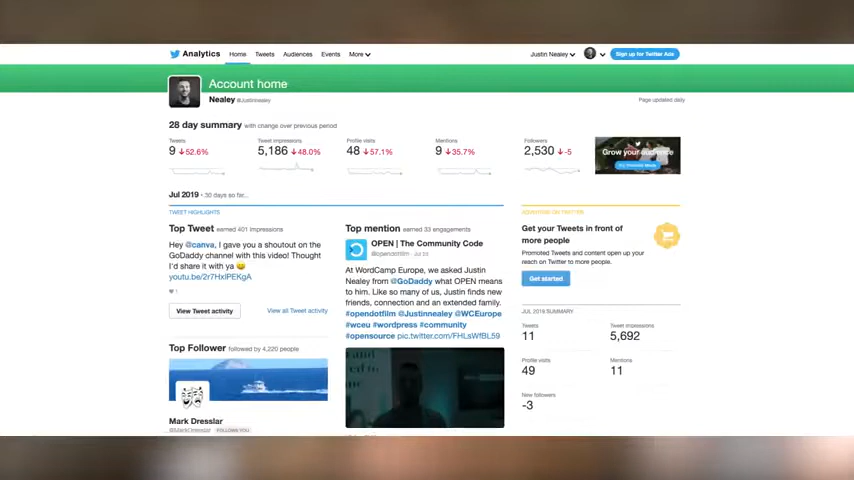 Analytics Home Tweets Audiences Events More Justin Nealey Sign up for Twitter Ads
Account home
Nealey @Justinnealey
Page updated daily
28 day summary with change over previous period
Tweets Tweet impressions Profile visits Mentions Followers
9 ↓52.6% 5,186 ↓48.0% 48 ↓57.1% 9 ↓35.7% 2,530 ↓-5
Grow your audience
Jul 2019 • 30 days so far...
TWEET HIGHLIGHTS
Top Tweet earned 401 impressions
Hey @canva, I gave you a shoutout on the
GoDaddy channel with this video! Thought
I'd share it with ya 😀
youtu.be/2r7HxIPEKgA
1
View Tweet activity View all Tweet activity
Top Follower followed by 4,220 people
Mark Dresslar
@MarkDresslar FOLLOWS YOU
Top mention earned 33 engagements
OPEN | The Community Code
@opendotfilm · Jul 23
At WordCamp Europe, we asked Justin
Nealey from @GoDaddy what OPEN means
to him. Like so many of us, Justin finds new
friends, connection and an extended family.
#opendotfilm @Justinnealey @WCEurope
#wceu #wordpress #community
#opensource pic.twitter.com/FHLsWfBL59
ADVERTISE ON TWITTER
Get your Tweets in front of
more people
Promoted Tweets and content open up your
reach on Twitter to more people.
Get started
JUL 2019 SUMMARY
Tweets Tweet impressions
11 5,692
Profile visits Mentions
49 11
New followers
-3